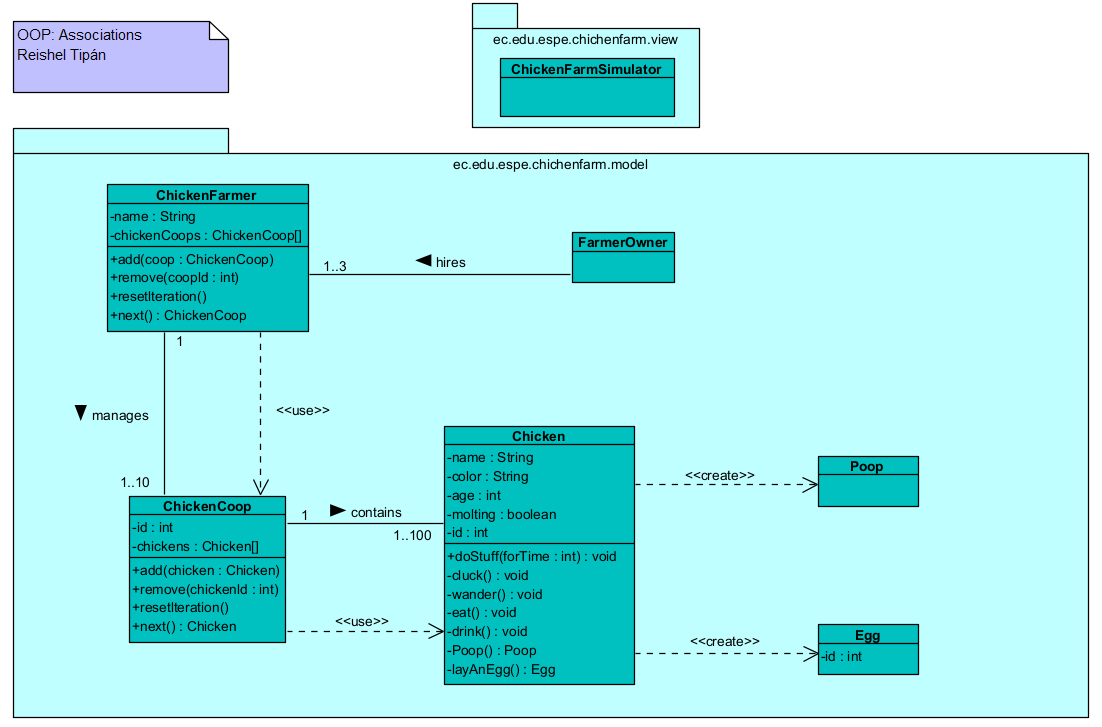 OOP: Associations
Reishel Tipán
ec.edu.espe.chichenfarm.view
ChickenFarmSimulator
ec.edu.espe.chichenfarm.model
ChickenFarmer
-name : String
-chickenCoops : ChickenCoop[]
+add(coop : ChickenCoop)
+remove(coopId : int)
+resetIteration()
+next() : ChickenCoop
1..3
hires
FarmerOwner
1
manages
<<use>>
1..10
ChickenCoop
-id : int
-chickens : Chicken[]
+add(chicken : Chicken)
+remove(chickenId : int)
+resetIteration()
+next() : Chicken
1
contains
1..100
<<use>>
Chicken
-name : String
-color : String
-age : int
-molting : boolean
-id : int
+doStuff(forTime : int) : void
-cluck() : void
-wander() : void
-eat() : void
-drink() : void
-Poop() : Poop
-layAnEgg() : Egg
<<create>>
Poop
<<create>>
Egg
-id : int